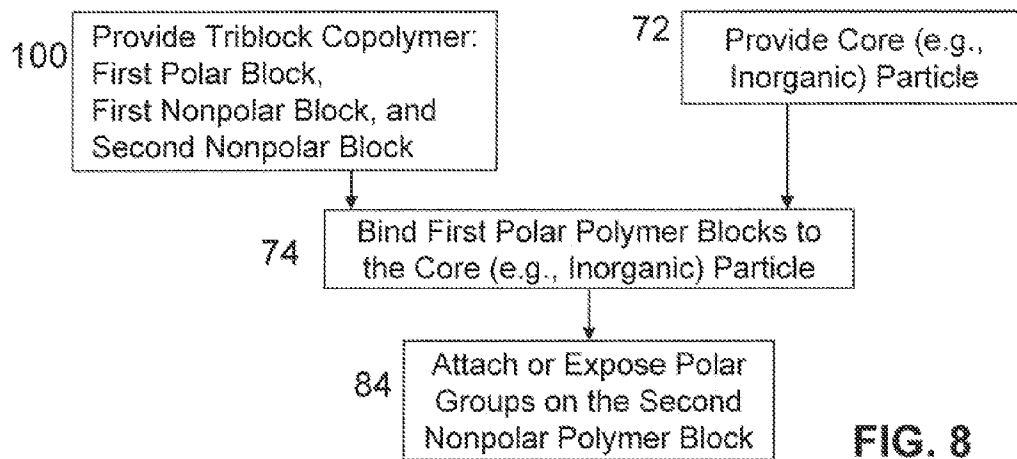 100
Provide Triblock Copolymer:
First Polar Block,
First Nonpolar Block, and
Second Nonpolar Block
72
Provide Core (e.g.,
Inorganic) Particle
74
Bind First Polar Polymer Blocks to
the Core (e.g., Inorganic) Particle
84
Attach or Expose Polar
Groups on the Second
Nonpolar Polymer Block
FIG. 8